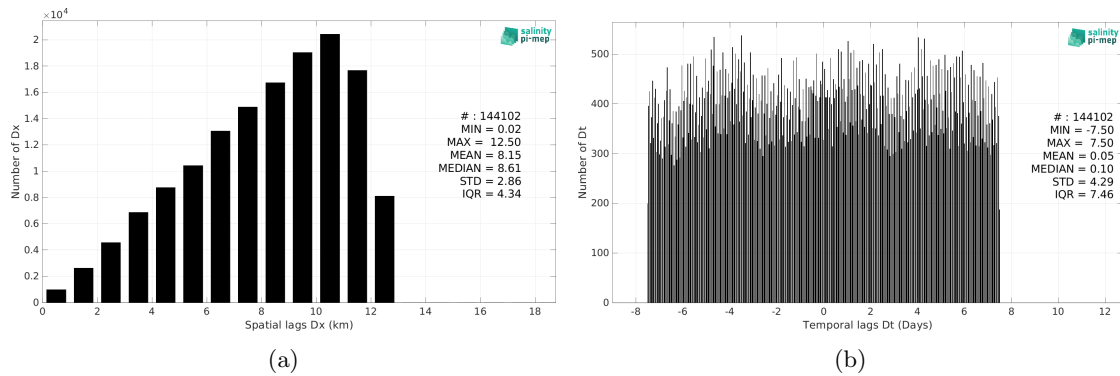 ×10⁴
2
1.8
1.6
1.4
1.2
1
0.8
0.6
0.4
0.2
0
Number of Dx
salinity
pi-mep
# : 144102
MIN = 0.02
MAX = 12.50
MEAN = 8.15
MEDIAN = 8.61
STD = 2.86
IQR = 4.34
0 2 4 6 8 10 12 14 16 18
Spatial lags Dx (km)
(a)
500
400
300
200
100
0
Number of Dt
salinity
pi-mep
# : 144102
MIN = -7.50
MAX = 7.50
MEAN = 0.05
MEDIAN = 0.10
STD = 4.29
IQR = 7.46
-8 -6 -4 -2 0 2 4 6 8 10 12
Temporal lags Dt (Days)
(b)